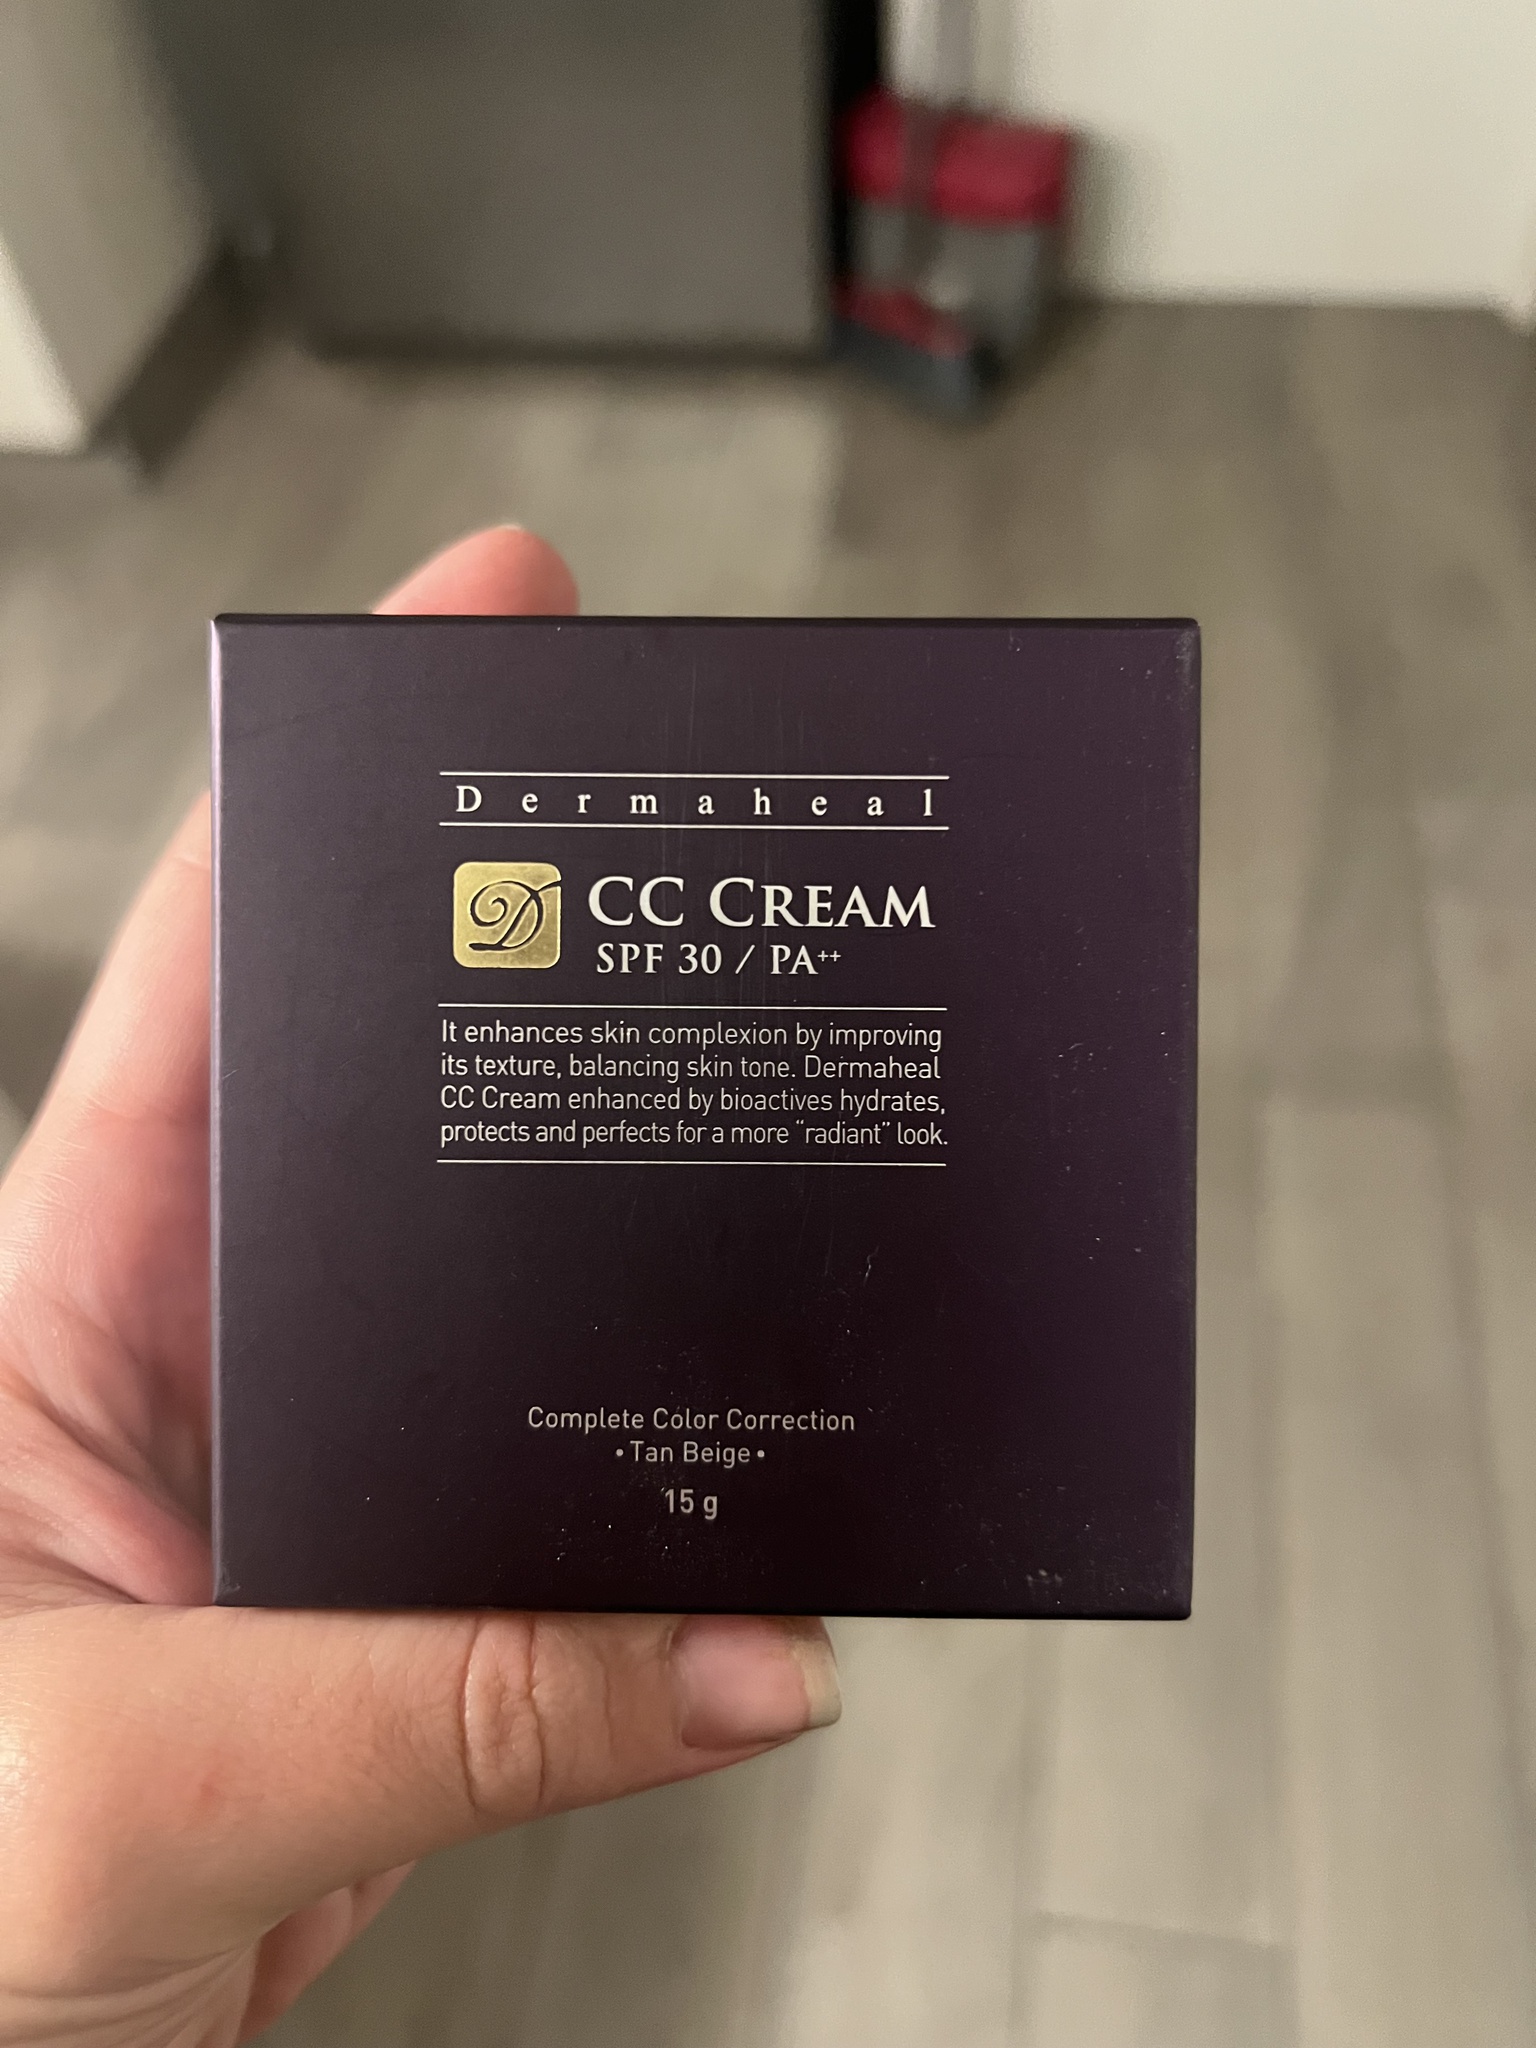 Dermaheal
D
CC CREAM
SPF 30 / PA++
It enhances skin complexion by improving
its texture, balancing skin tone. Dermaheal
CC Cream enhanced by bioactives hydrates,
protects and perfects for a more “radiant” look.
Complete Color Correction
•Tan Beige•
15 g